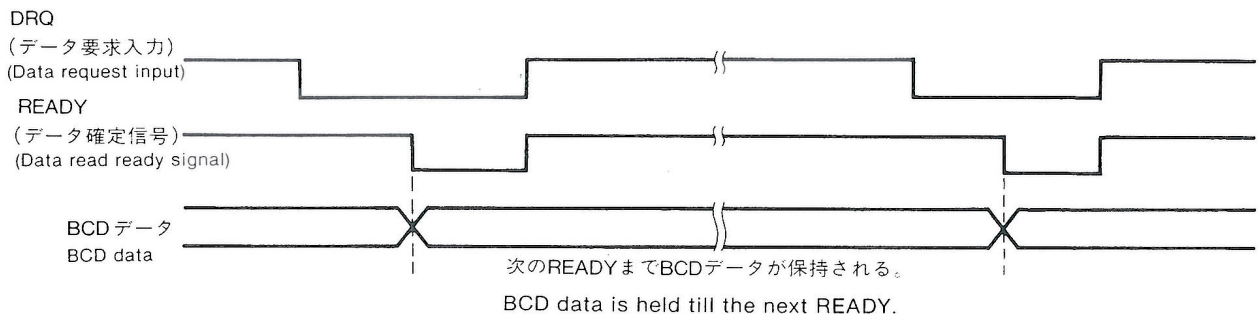 DRQ
(データ要求入力)
(Data request input)
READY
(データ確定信号)
(Data read ready signal)
BCDデータ
BCD data
次のREADYまでBCDデータが保持される。
BCD data is held till the next READY.